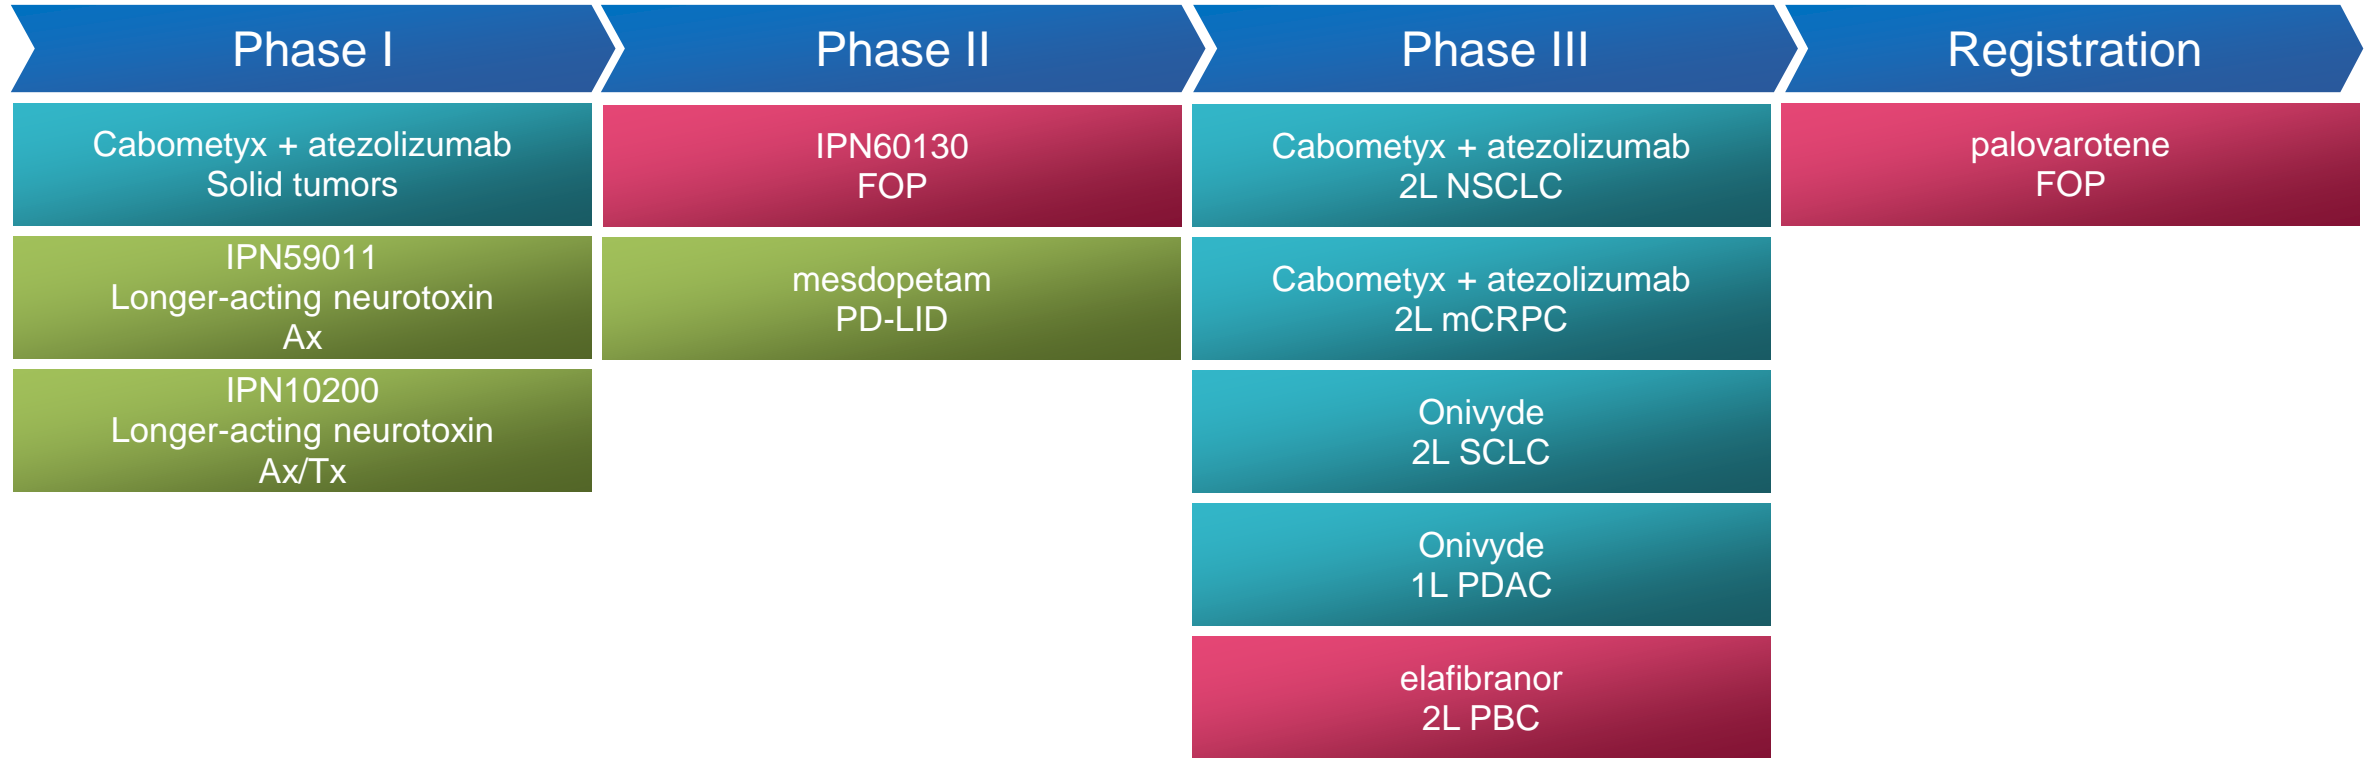 Phase I
Phase II
Phase III
Registration
Cabometyx + atezolizumab
Solid tumors
IPN59011
Longer-acting neurotoxin
Ax
IPN10200
Longer-acting neurotoxin
Ax/Tx
IPN60130
FOP
mesdopetam
PD-LID
Cabometyx + atezolizumab
2L NSCLC
Cabometyx + atezolizumab
2L mCRPC
Onivyde
2L SCLC
Onivyde
1L PDAC
elafibranor
2L PBC
palovarotene
FOP